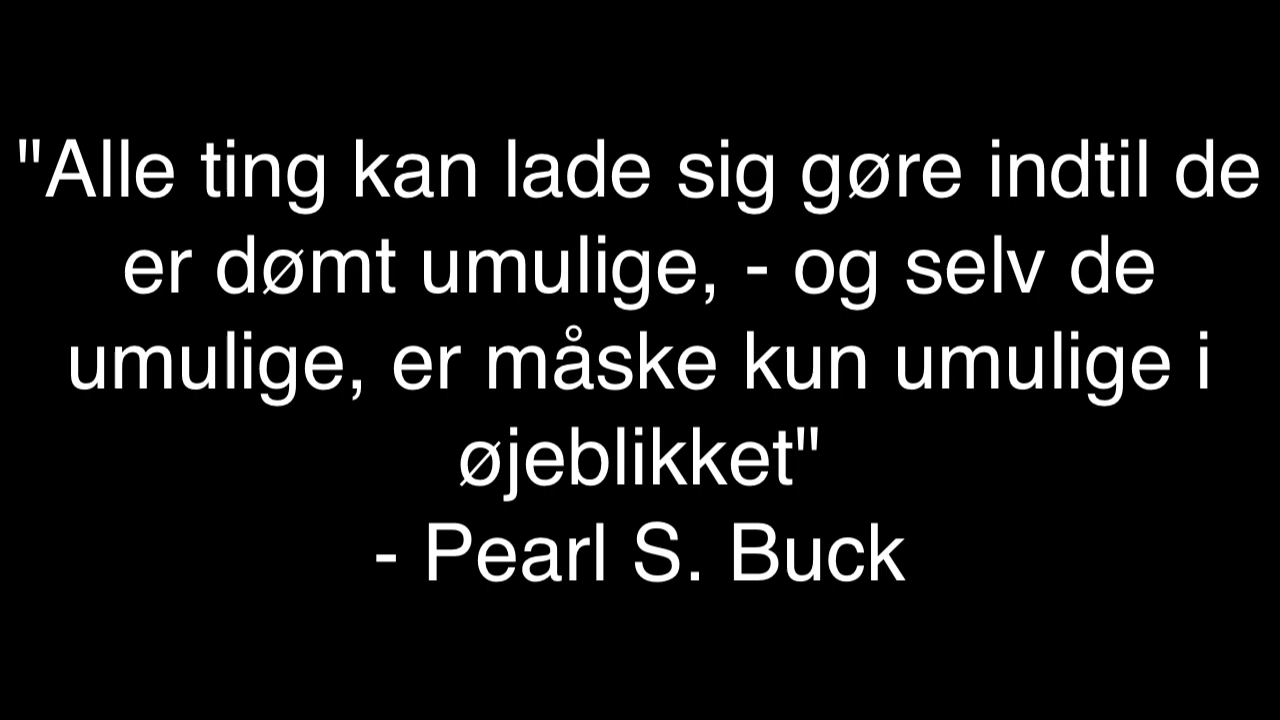 "Alle ting kan lade sig gøre indtil de
er dømt umulige, - og selv de
umulige, er måske kun umulige i
øjeblikket"
- Pearl S. Buck